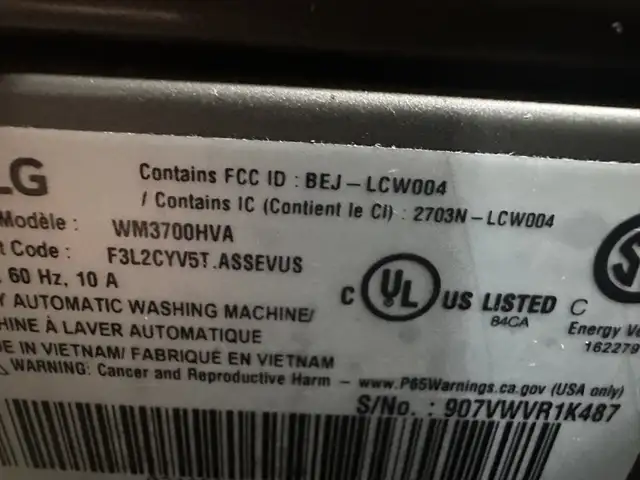 LG
Contains FCC ID : BEJ-LCW004
/ Contains IC (Contient le CI) : 2703N-LCW004
Modèle : WM3700HVA
t Code : F3L2CYV5T.ASSEVUS
, 60 Hz, 10 A
Y AUTOMATIC WASHING MACHINE/
HINE À LAVER AUTOMATIQUE
E IN VIETNAM/ FABRIQUÉ EN VIETNAM
WARNING: Cancer and Reproductive Harm - www.P65Warnings.ca.gov (USA only)
C UL US LISTED
84CA
C
Energy Ve
162279
S/No. : 907VWVR1K487